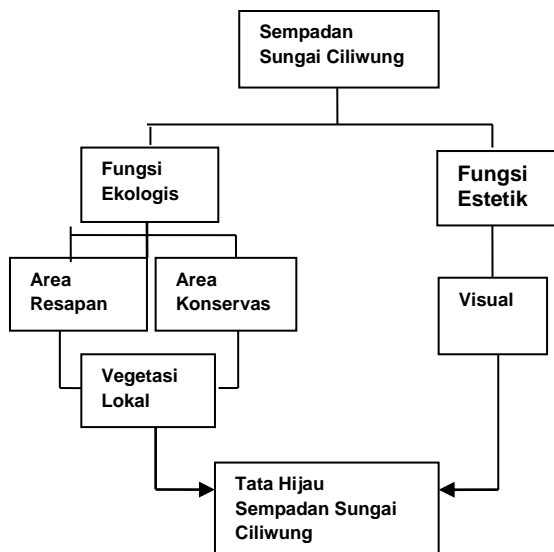 Sempadan
Sungai Ciliwung
Fungsi
Ekologis
Fungsi
Estetik
Area
Resapan
Area
Konservas
Visual
Vegetasi
Lokal
Tata Hijau
Sempadan Sungai
Ciliwung